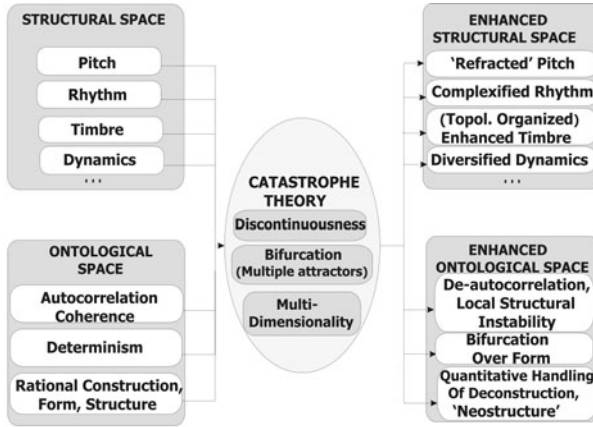 STRUCTURAL SPACE
Pitch
Rhythm
Timbre
Dynamics
...
ONTOLOGICAL
SPACE
Autocorrelation
Coherence
Determinism
Rational Construction,
Form, Structure
CATASTROPHE
THEORY
Discontinuousness
Bifurcation
(Multiple attractors)
Multi-
Dimensionality
ENHANCED
STRUCTURAL SPACE
‘Refracted’ Pitch
Complexified Rhythm
(Topol. Organized)
Enhanced Timbre
Diversified Dynamics
...
ENHANCED
ONTOLOGICAL SPACE
De-autocorrelation,
Local Structural
Instability
Bifurcation
Over Form
Quantitative Handling
Of Deconstruction,
‘Neostructure’